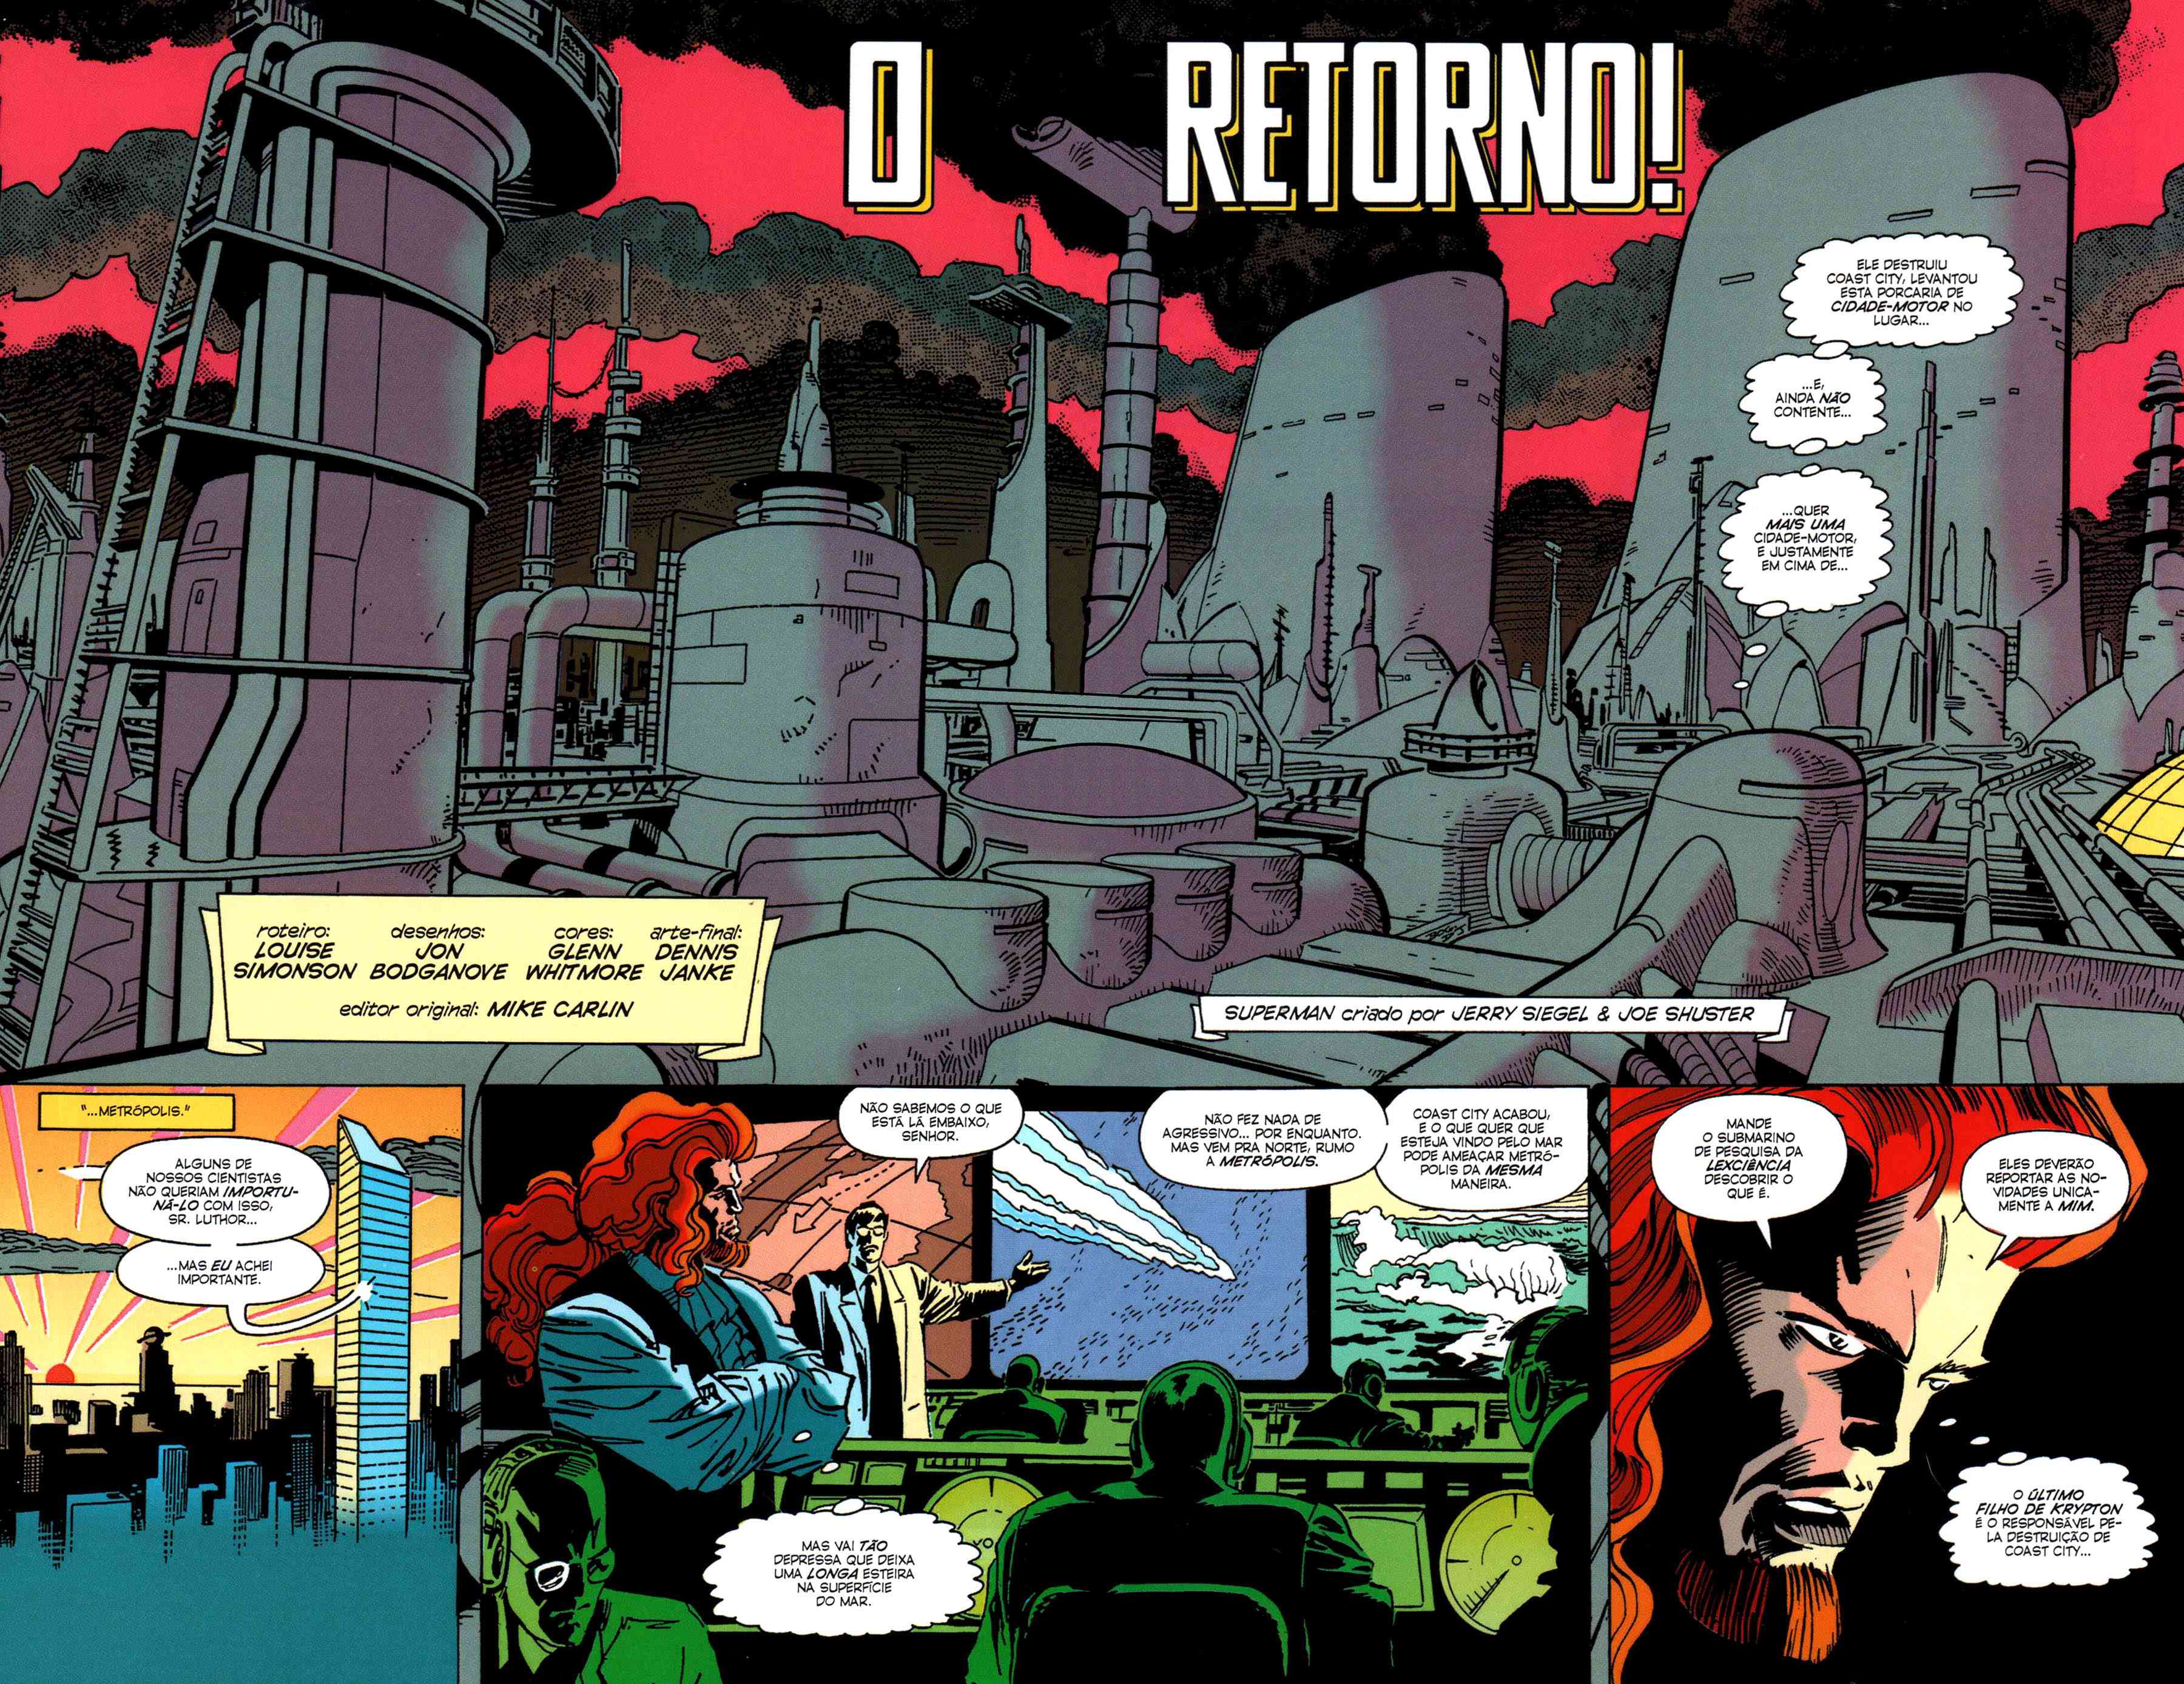 O RETORNO!
ELE DESTRUIU
COAST CITY, LEVANTOU
ESTA PORCARIA DE
CIDADE-MOTOR NO
LUGAR...
...E,
AINDA NÃO
CONTENTE...
...QUER
MAIS UMA
CIDADE-MOTOR,
E JUSTAMENTE
EM CIMA DE...
roteiro:
LOUISE
SIMONSON
desenhos:
JON
BODGANOVE
cores:
GLENN
WHITMORE
arte-final:
DENNIS
JANKE
editor original: MIKE CARLIN
SUPERMAN criado por JERRY SIEGEL & JOE SHUSTER
"...METRÓPOLIS."
ALGUNS DE
NOSSOS CIENTISTAS
NÃO QUERIAM IMPORTU-
NÁ-LO COM ISSO,
SR. LUTHOR...
...MAS EU ACHEI
IMPORTANTE.
NÃO SABEMOS O QUE
ESTÁ LÁ EMBAIXO,
SENHOR.
NÃO FEZ NADA DE
AGRESSIVO... POR ENQUANTO.
MAS VEM PRA NORTE, RUMO
A METRÓPOLIS.
COAST CITY ACABOU,
E O QUE QUER QUE
ESTEJA VINDO PELO MAR
PODE AMEAÇAR METRÓ-
POLIS DA MESMA
MANEIRA.
MAS VAI TÃO
DEPRESSA QUE DEIXA
UMA LONGA ESTEIRA
NA SUPERFÍCIE
DO MAR.
MANDE
O SUBMARINO
DE PESQUISA DA
LEXCIÊNCIA
DESCOBRIR O
QUE É.
ELES DEVERÃO
REPORTAR AS NO-
VIDADES UNICA-
MENTE A MIM.
O ÚLTIMO
FILHO DE KRYPTON
É O RESPONSÁVEL PE-
LA DESTRUIÇÃO DE
COAST CITY...